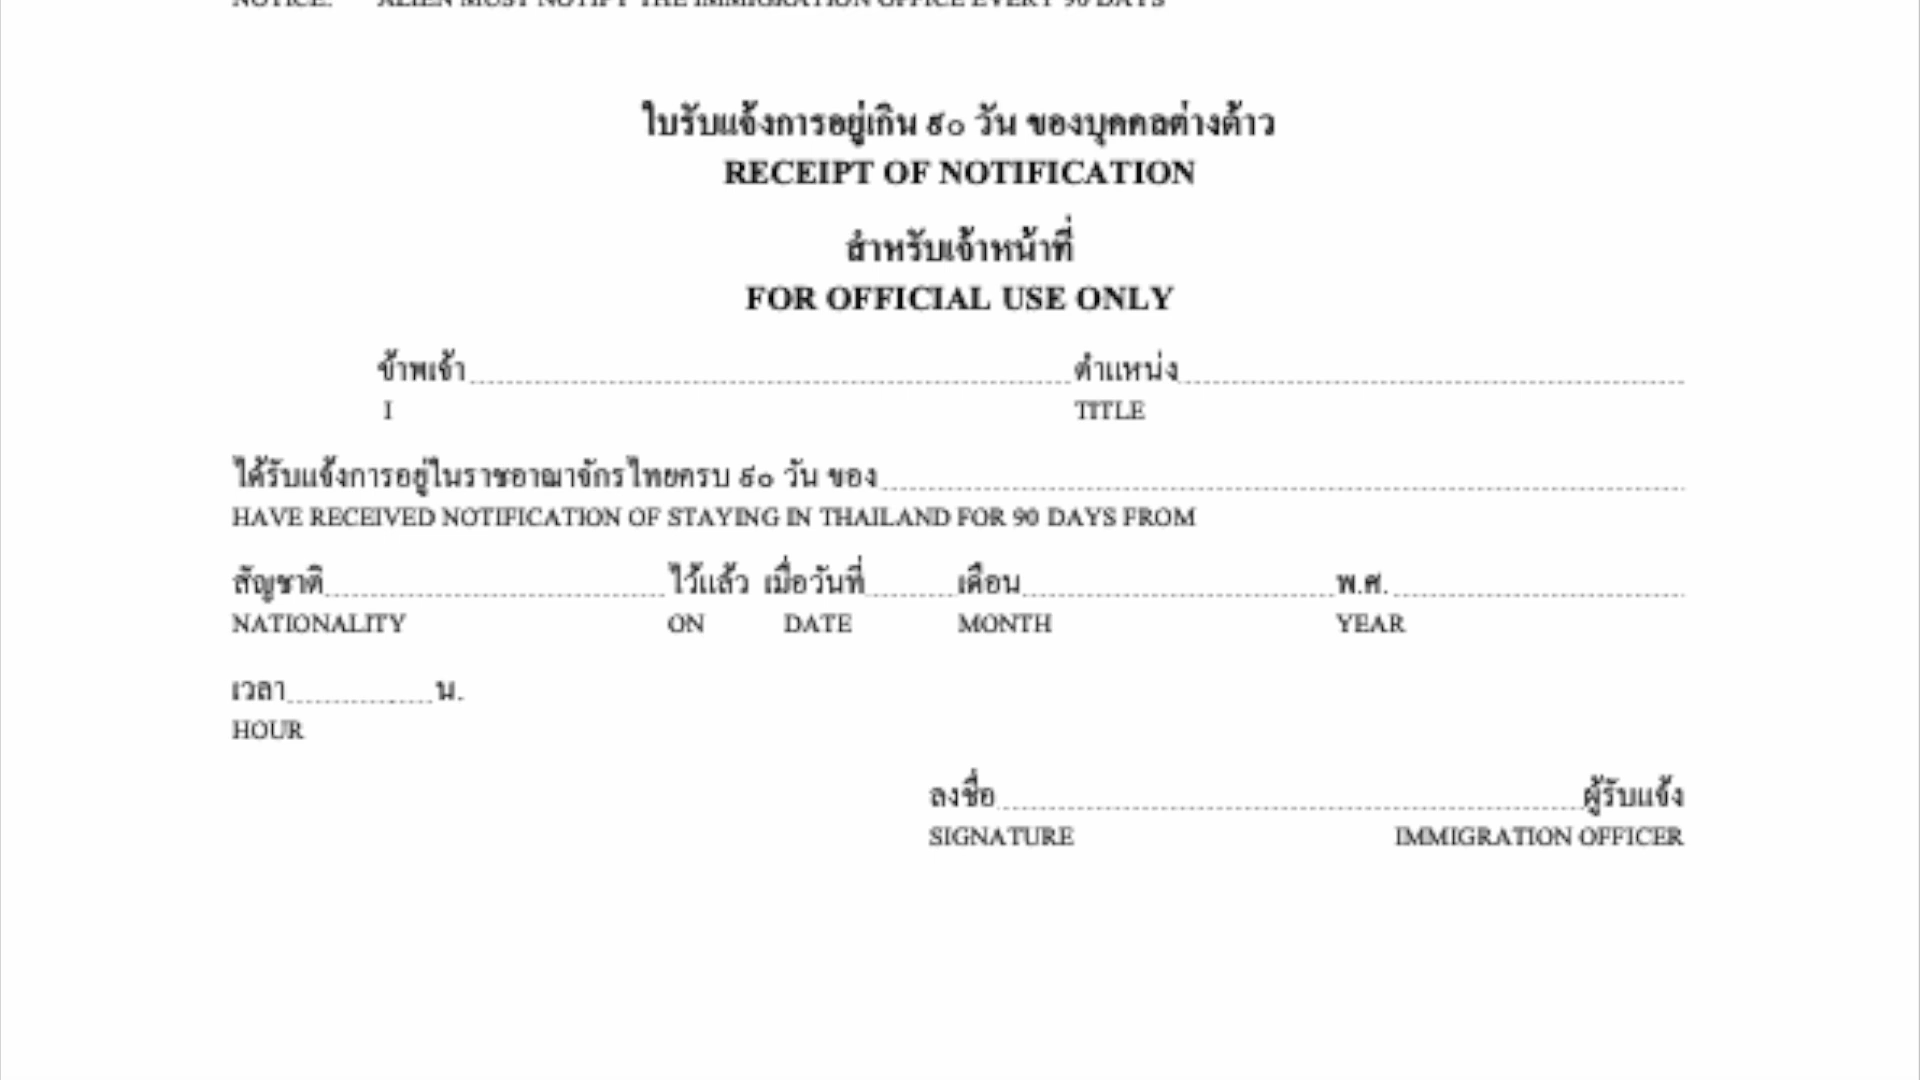 NOTICE: ALIEN MUST NOTIFY THE IMMIGRATION OFFICE EVERY 90 DAYS
ใบรับแจ้งการอยู่เกิน ๙๐ วัน ของบุคคลต่างด้าว
RECEIPT OF NOTIFICATION
สำหรับเจ้าหน้าที่
FOR OFFICIAL USE ONLY
ข้าพเจ้า ตำแหน่ง
I TITLE
ได้รับแจ้งการอยู่ในราชอาณาจักรไทยครบ ๙๐ วัน ของ
HAVE RECEIVED NOTIFICATION OF STAYING IN THAILAND FOR 90 DAYS FROM
สัญชาติ ไว้แล้ว เมื่อวันที่ เดือน พ.ศ.
NATIONALITY ON DATE MONTH YEAR
เวลา น.
HOUR
ลงชื่อ ผู้รับแจ้ง
SIGNATURE IMMIGRATION OFFICER